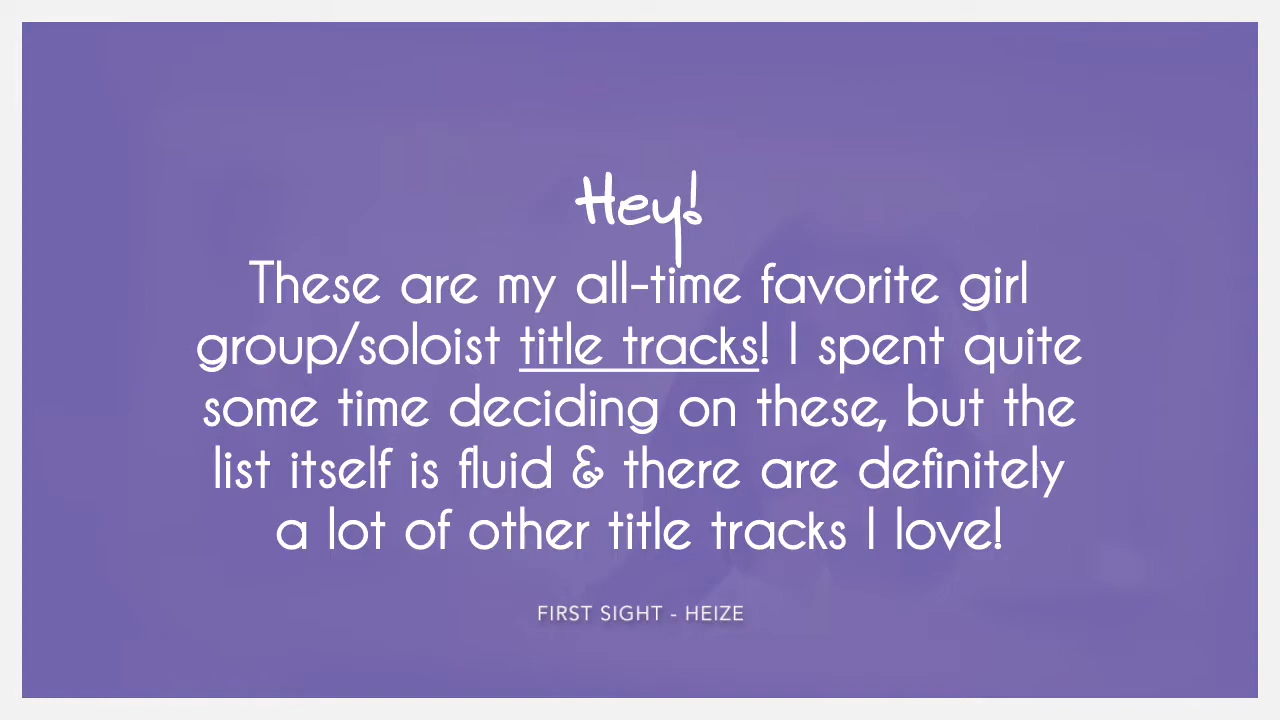 Hey!
These are my all-time favorite girl
group/soloist title tracks! I spent quite
some time deciding on these, but the
list itself is fluid & there are definitely
a lot of other title tracks I love!
FIRST SIGHT - HEIZE